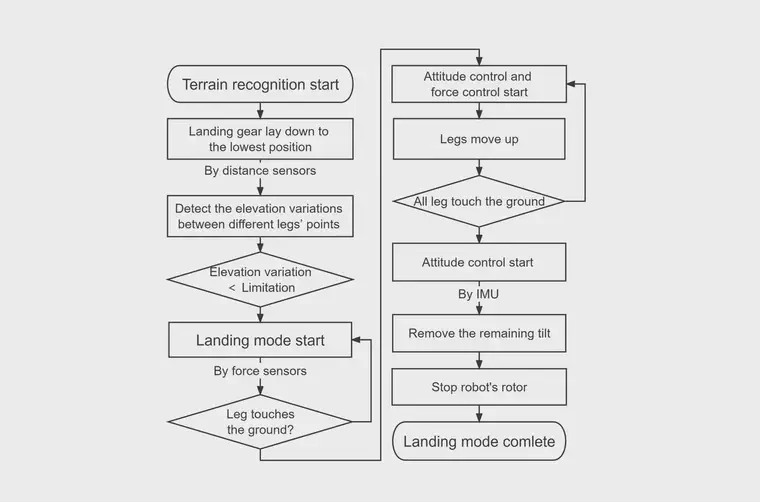 Terrain recognition start
Landing gear lay down to
the lowest position
By distance sensors
Detect the elevation variations
between different legs' points
Elevation variation
< Limitation
Landing mode start
By force sensors
Leg touches
the ground?
Attitude control and
force control start
Legs move up
All leg touch the ground
Attitude control start
By IMU
Remove the remaining tilt
Stop robot's rotor
Landing mode comlete